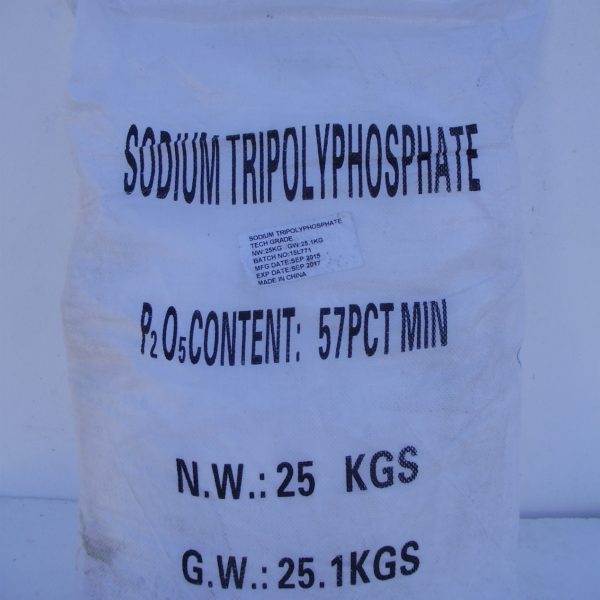 SODIUM TRIPOLYPHOSPHATE
SODIUM TRIPOLYPHOSPHATE
TECH GRADE
NW:25KG GW:25.1KG
BATCH NO:15L771
MFG DATE:SEP 2015
EXP DATE:SEP 2017
MADE IN CHINA
P₂O₅CONTENT: 57PCT MIN
N.W.: 25 KGS
G.W.: 25.1KGS